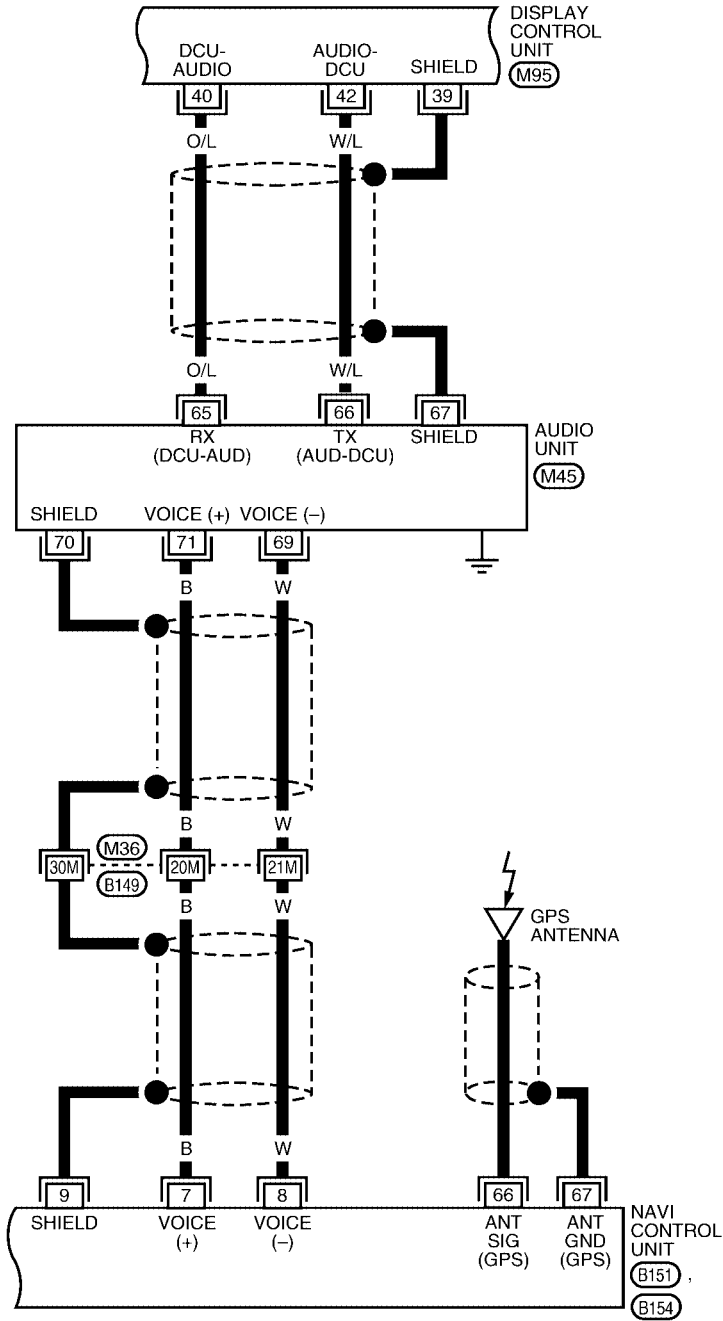 DISPLAY
CONTROL
UNIT
M95
DCU-
AUDIO
AUDIO-
DCU
SHIELD
40
42
39
O/L
W/L
O/L
W/L
65
66
67
RX
(DCU-AUD)
TX
(AUD-DCU)
SHIELD
AUDIO
UNIT
M45
SHIELD
VOICE (+)
VOICE (–)
70
71
69
B
W
B
W
M36
30M
20M
21M
B149
B
W
GPS
ANTENNA
B
W
9
7
8
66
67
SHIELD
VOICE
(+)
VOICE
(–)
ANT
SIG
(GPS)
ANT
GND
(GPS)
NAVI
CONTROL
UNIT
B151 ,
B154